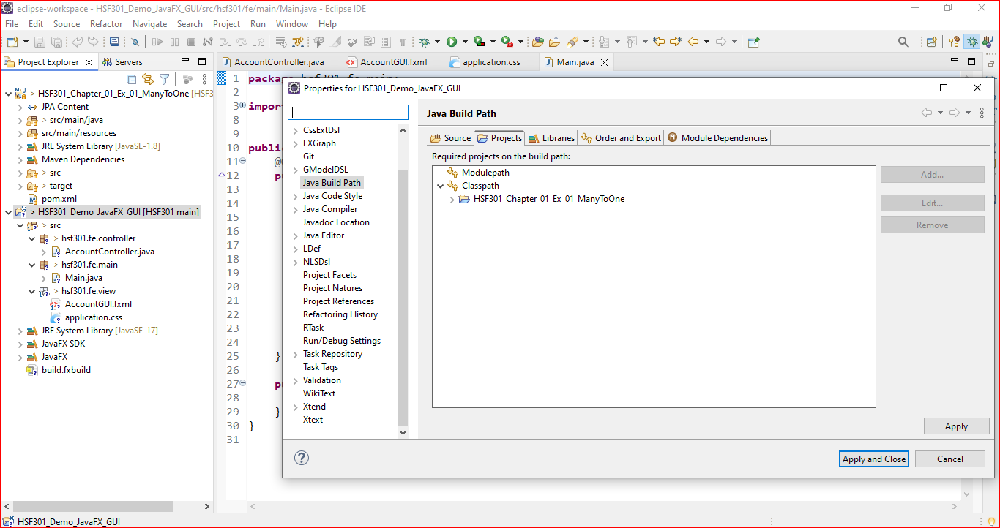 eclipse-workspace - HSF301_Demo_JavaFX_GUI/src/hsf301/fe/main/Main.java - Eclipse IDE
File Edit Source Refactor Navigate Search Project Run Window Help
Project Explorer
Servers
AccountController.java
AccountGUI.fxml
application.css
Main.java
> HSF301_Chapter_01_Ex_01_ManyToOne [HSF3
JPA Content
> src/main/java
src/main/resources
JRE System Library [JavaSE-1.8]
Maven Dependencies
> src
> target
pom.xml
> HSF301_Demo_JavaFX_GUI [HSF301 main]
> src
> hsf301.fe.controller
AccountController.java
> hsf301.fe.main
Main.java
> hsf301.fe.view
AccountGUI.fxml
application.css
JRE System Library [JavaSE-17]
JavaFX SDK
JavaFX
build.fxbuild
1 package hsf301.fe.main;
2
3 impor
8
9
10 publi
11 @
12 p
13
14
15
16
17
18
19
20
21
22
23
24
25 }
26
27 p
28
29 }
30 }
31
Properties for HSF301_Demo_JavaFX_GUI
CssExtDsl
FXGraph
Git
GModelDSL
Java Build Path
Java Code Style
Java Compiler
Javadoc Location
Java Editor
LDef
NLSDsl
Project Facets
Project Natures
Project References
Refactoring History
RTask
Run/Debug Settings
Task Repository
Task Tags
Validation
WikiText
Xtend
Xtext
Java Build Path
Source Projects Libraries Order and Export Module Dependencies
Required projects on the build path:
Modulepath
Classpath
HSF301_Chapter_01_Ex_01_ManyToOne
Add...
Edit...
Remove
Apply
Apply and Close
Cancel
HSF301_Demo_JavaFX_GUI